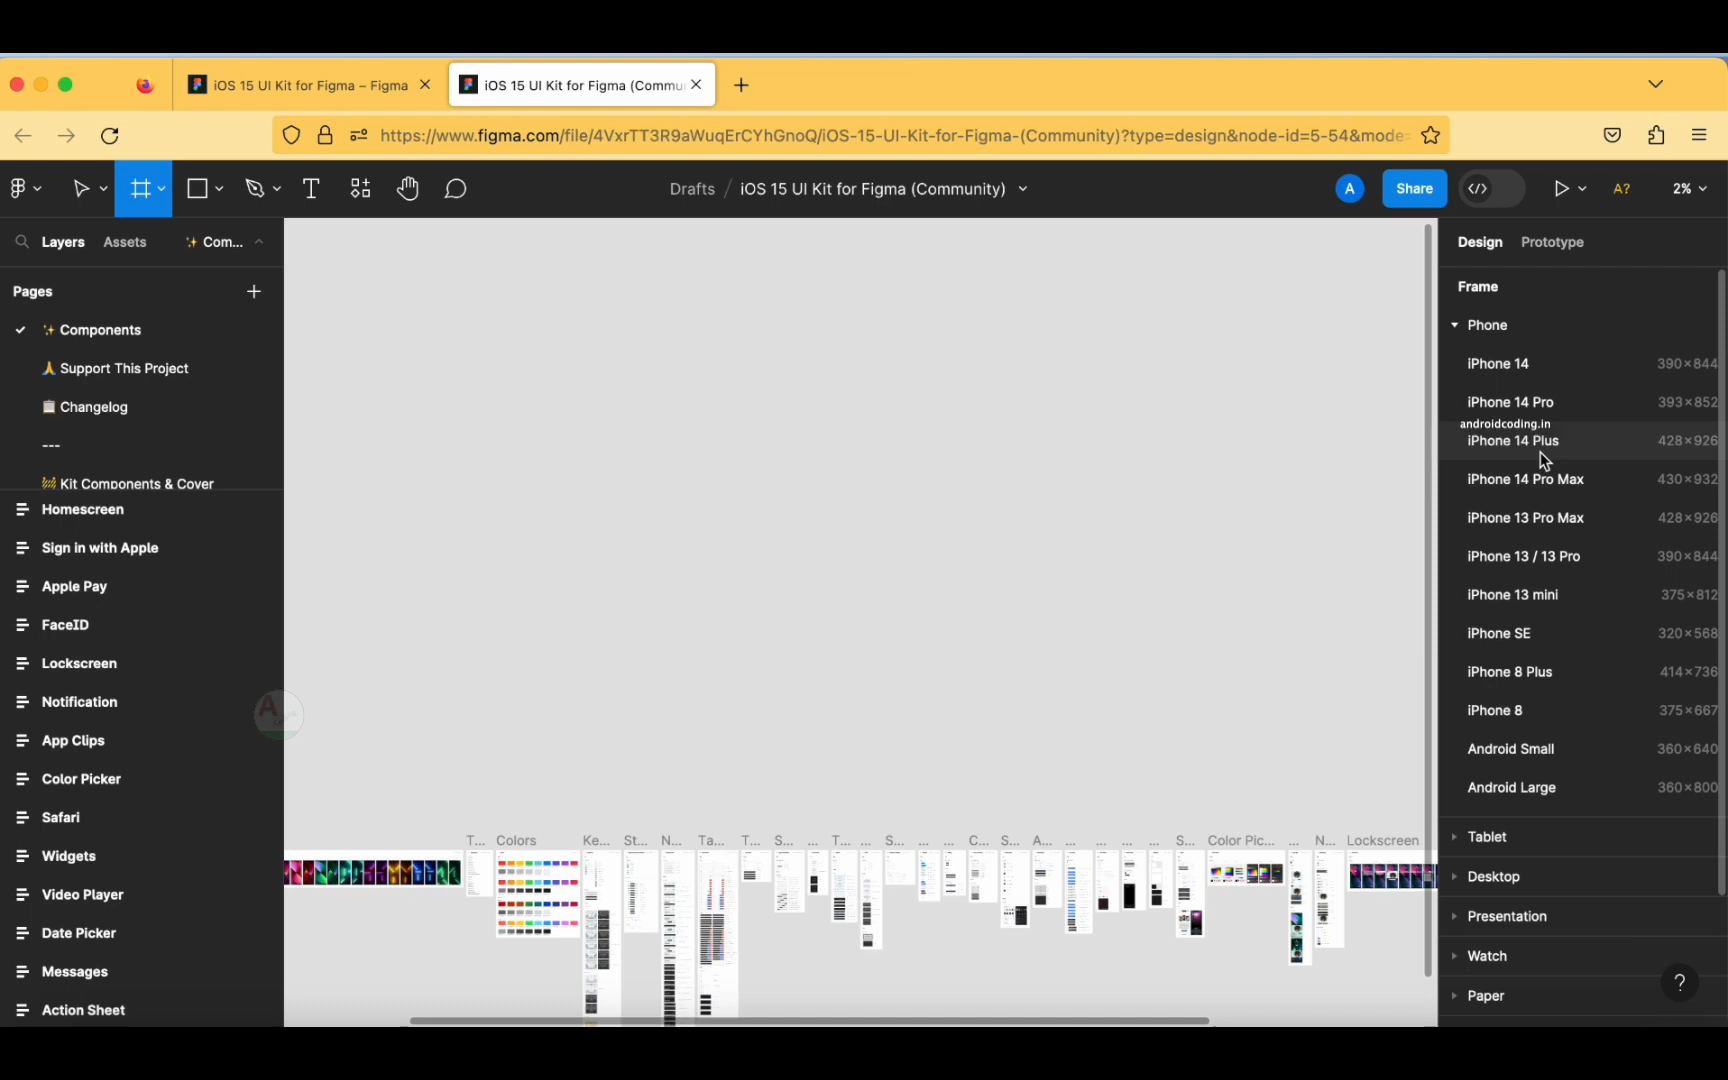 iOS 15 UI Kit for Figma – Figma
iOS 15 UI Kit for Figma (Commu
https://www.figma.com/file/4VxrTT3R9aWuqErCYhGnoQ/iOS-15-UI-Kit-for-Figma-(Community)?type=design&node-id=5-54&mode=
Drafts / iOS 15 UI Kit for Figma (Community)
A
Share
A?
2%
Layers Assets ✨ Com...
Design Prototype
Pages
✨ Components
🙏 Support This Project
📋 Changelog
---
🚧 Kit Components & Cover
Homescreen
Sign in with Apple
Apple Pay
FaceID
Lockscreen
Notification
App Clips
Color Picker
Safari
Widgets
Video Player
Date Picker
Messages
Action Sheet
T... Colors Ke... St... N... Ta... T... S... ... T... ... S... ... ... C... S... A... ... ... ... ... S... Color Pic... ... N... Lockscreen
Frame
Phone
iPhone 14 390×844
iPhone 14 Pro 393×852
androidcoding.in
iPhone 14 Plus 428×926
iPhone 14 Pro Max 430×932
iPhone 13 Pro Max 428×926
iPhone 13 / 13 Pro 390×844
iPhone 13 mini 375×812
iPhone SE 320×568
iPhone 8 Plus 414×736
iPhone 8 375×667
Android Small 360×640
Android Large 360×800
Tablet
Desktop
Presentation
Watch
Paper
?